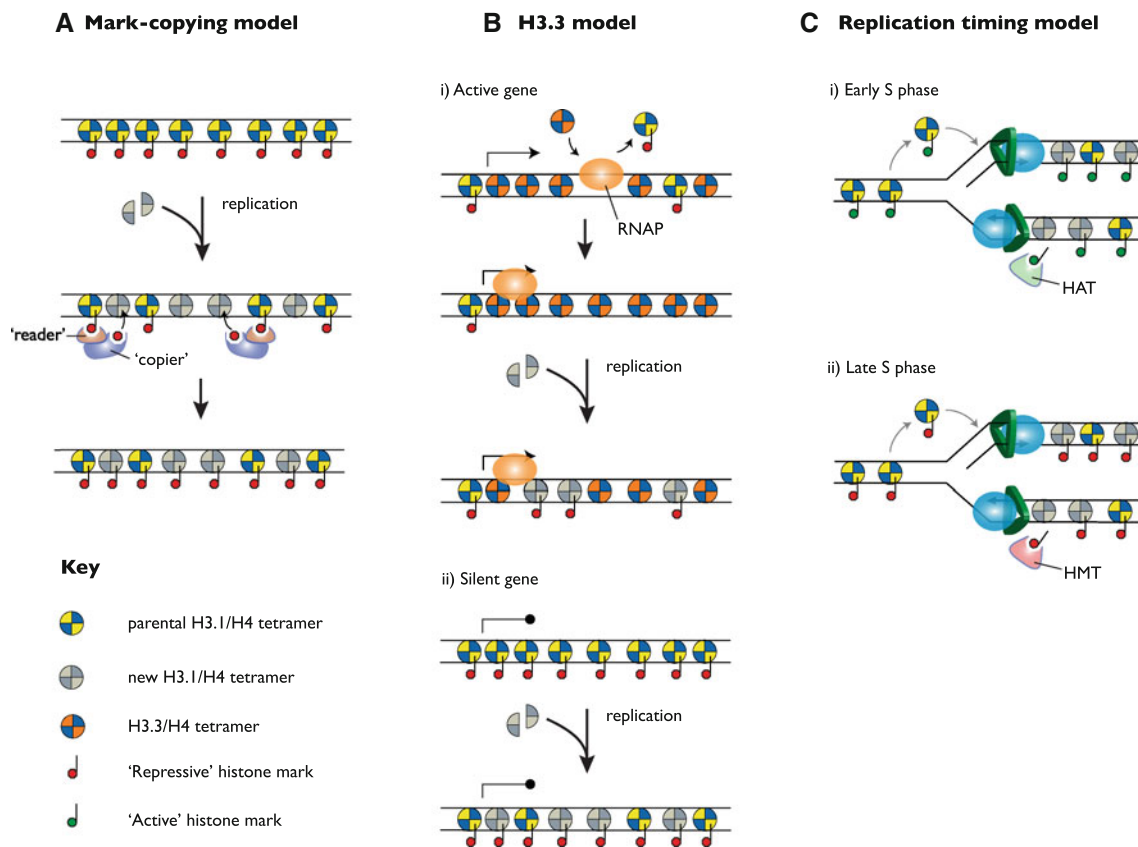 A Mark-copying model
replication
'reader'
'copier'
Key
parental H3.1/H4 tetramer
new H3.1/H4 tetramer
H3.3/H4 tetramer
'Repressive' histone mark
'Active' histone mark
B H3.3 model
i) Active gene
RNAP
replication
ii) Silent gene
replication
C Replication timing model
i) Early S phase
HAT
ii) Late S phase
HMT